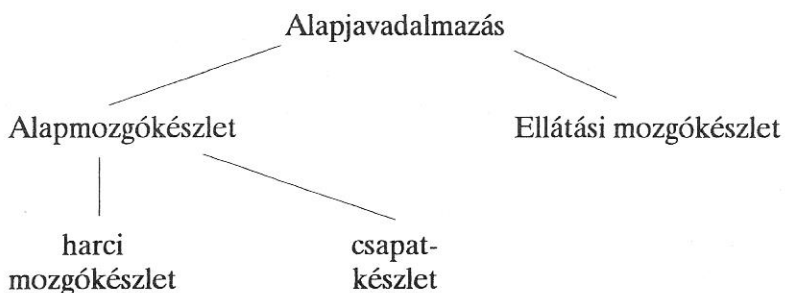 Alapjavadalmazás
Alapmozgókészlet
Ellátási mozgókészlet
harci
mozgókészlet
csapat-
készlet